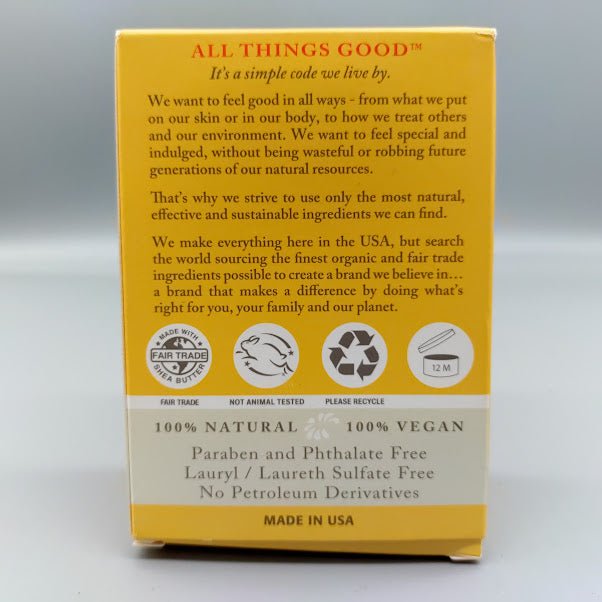 ALL THINGS GOOD™
It's a simple code we live by.
We want to feel good in all ways - from what we put
on our skin or in our body, to how we treat others
and our environment. We want to feel special and
indulged, without being wasteful or robbing future
generations of our natural resources.
That's why we strive to use only the most natural,
effective and sustainable ingredients we can find.
We make everything here in the USA, but search
the world sourcing the finest organic and fair trade
ingredients possible to create a brand we believe in...
a brand that makes a difference by doing what's
right for you, your family and our planet.
MADE WITH
FAIR TRADE
SHEA BUTTER
12 M
FAIR TRADE
NOT ANIMAL TESTED
PLEASE RECYCLE
100% NATURAL 100% VEGAN
Paraben and Phthalate Free
Lauryl / Laureth Sulfate Free
No Petroleum Derivatives
MADE IN USA